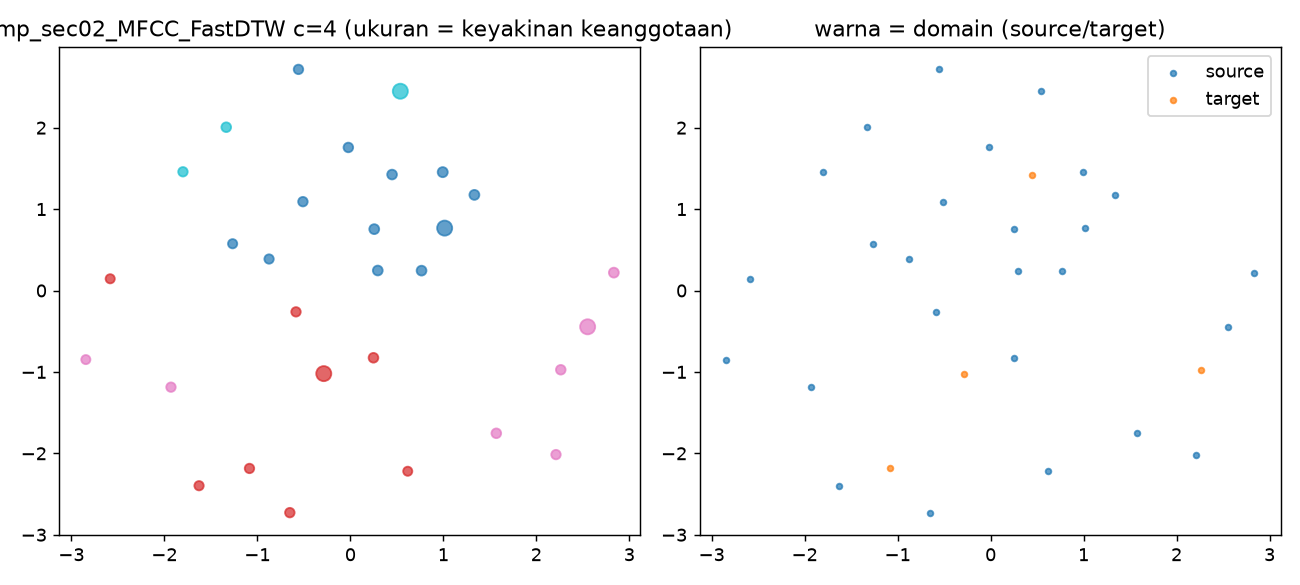 mp_sec02_MFCC_FastDTW c=4 (ukuran = keyakinan keanggotaan)
2
1
0
−1
−2
−3
−3 −2 −1 0 1 2 3
warna = domain (source/target)
source
target
2
1
0
−1
−2
−3
−3 −2 −1 0 1 2 3